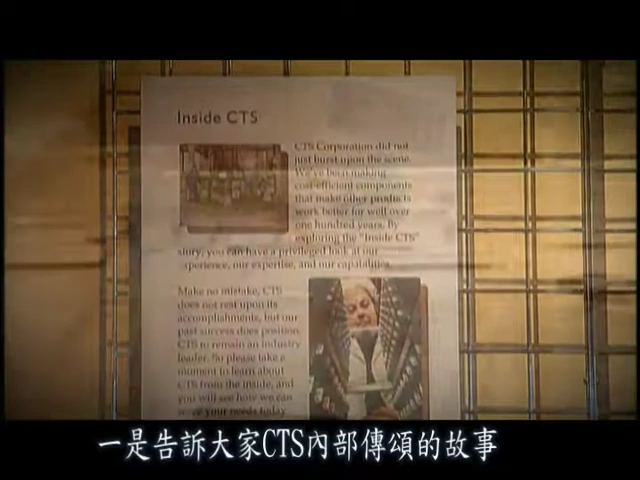 Inside CTS
CTS Corporation did not
just burst upon the scene.
We've been making
cost-efficient components
that make other products
work better for well over
one hundred years. By
exploring the "Inside CTS"
story, you can have a privileged look at our
experience, our expertise, and our capabilities.
Make no mistake, CTS
does not rest upon its
accomplishments, but our
past success does position
CTS to remain an industry
leader. So please take a
moment to learn about
CTS from the inside, and
you will see how we can
serve your needs today
一是告訴大家CTS內部傳頌的故事